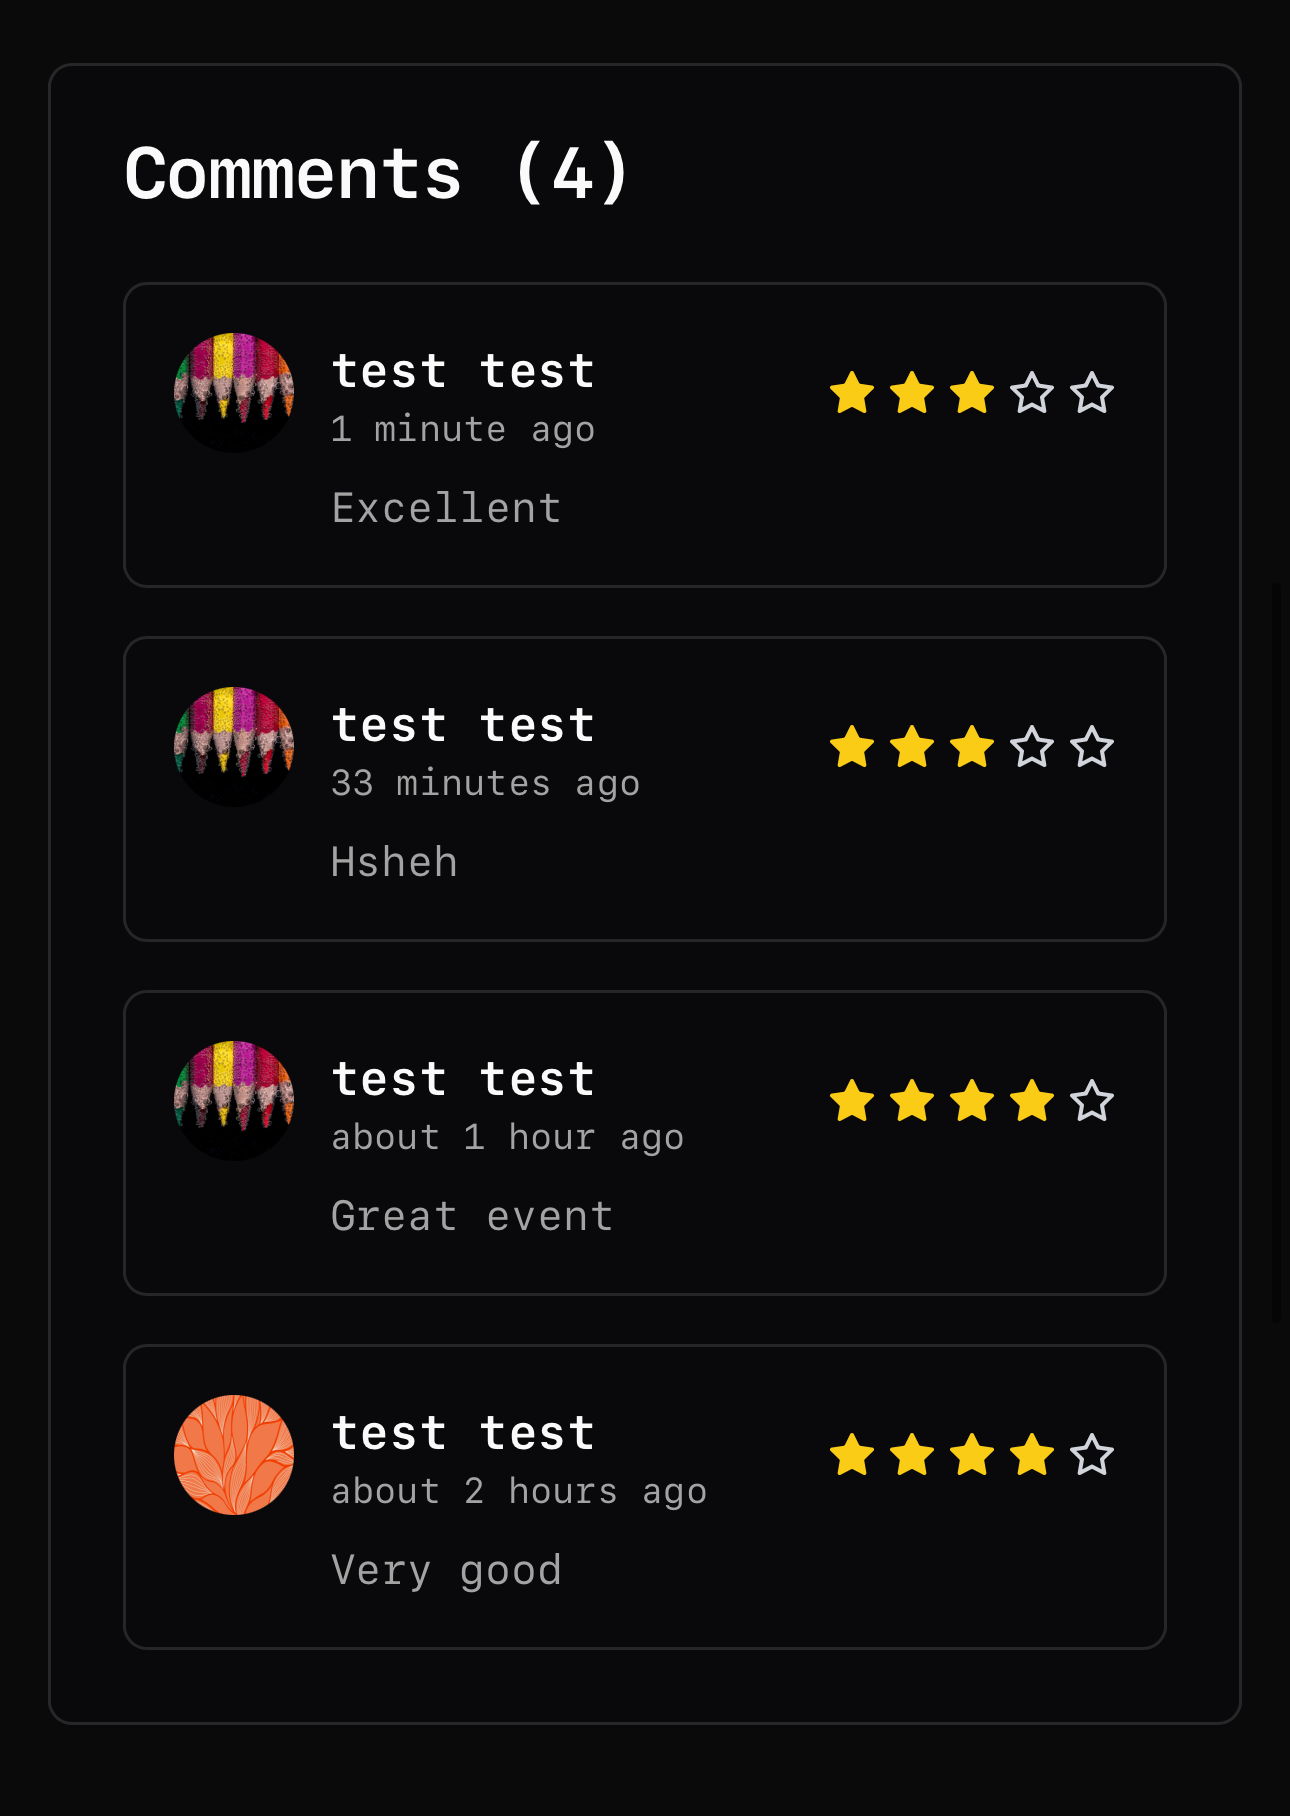 Comments (4)
test test
1 minute ago
Excellent
test test
33 minutes ago
Hsheh
test test
about 1 hour ago
Great event
test test
about 2 hours ago
Very good